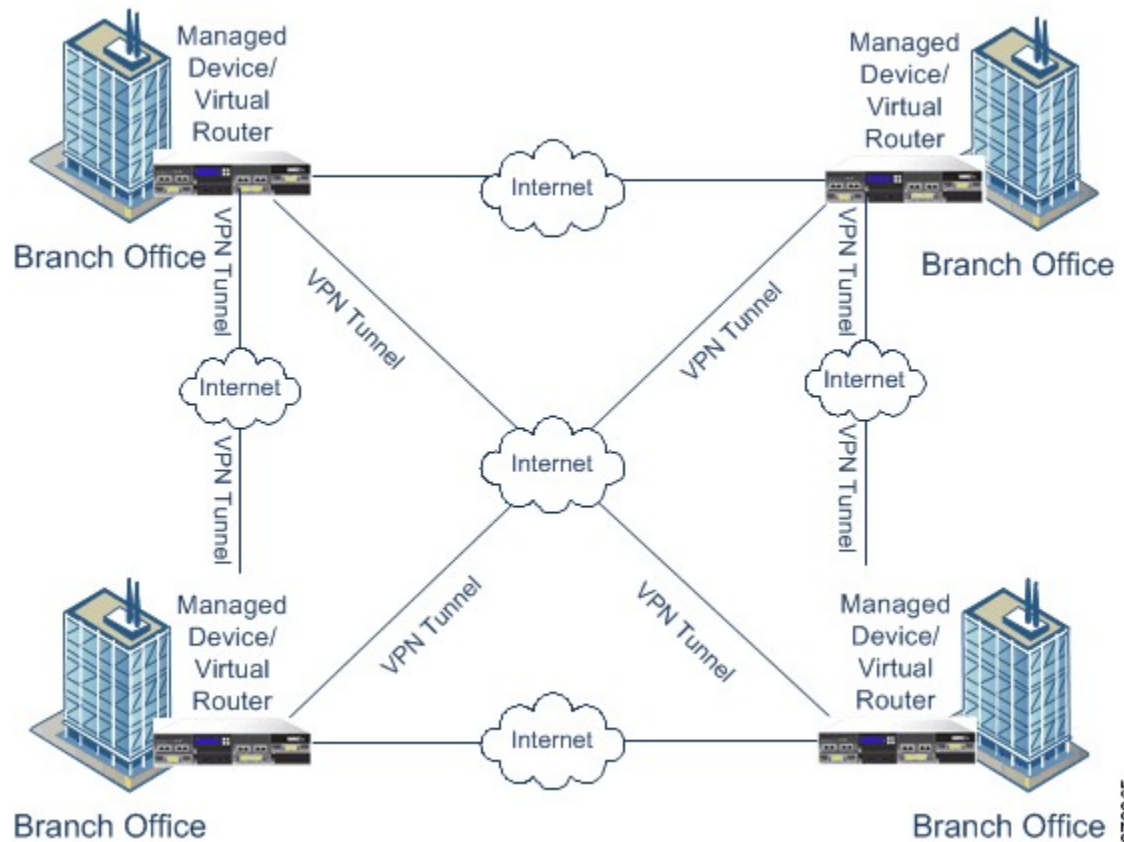 Managed
Device/
Virtual
Router
Managed
Device/
Virtual
Router
Internet
Branch Office
Branch Office
VPN Tunnel
VPN Tunnel
VPN Tunnel
VPN Tunnel
Internet
Internet
Internet
VPN Tunnel
VPN Tunnel
VPN Tunnel
VPN Tunnel
Managed
Device/
Virtual
Router
Managed
Device/
Virtual
Router
Internet
Branch Office
Branch Office